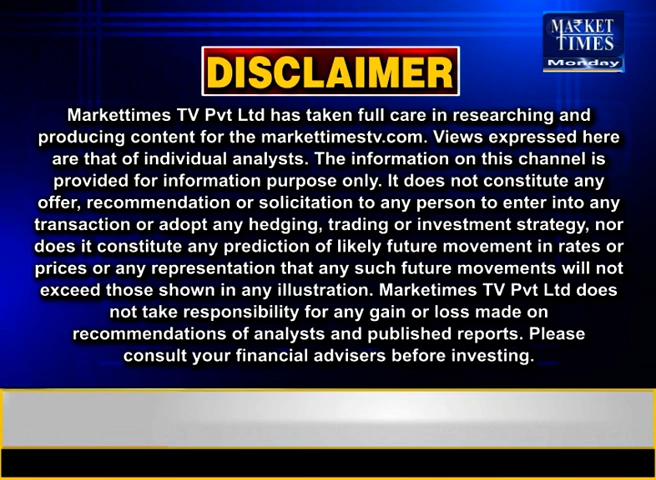 MARKET
TIMES
Monday
DISCLAIMER
Markettimes TV Pvt Ltd has taken full care in researching and
producing content for the markettimestv.com. Views expressed here
are that of individual analysts. The information on this channel is
provided for information purpose only. It does not constitute any
offer, recommendation or solicitation to any person to enter into any
transaction or adopt any hedging, trading or investment strategy, nor
does it constitute any prediction of likely future movement in rates or
prices or any representation that any such future movements will not
exceed those shown in any illustration. Marketimes TV Pvt Ltd does
not take responsibility for any gain or loss made on
recommendations of analysts and published reports. Please
consult your financial advisers before investing.